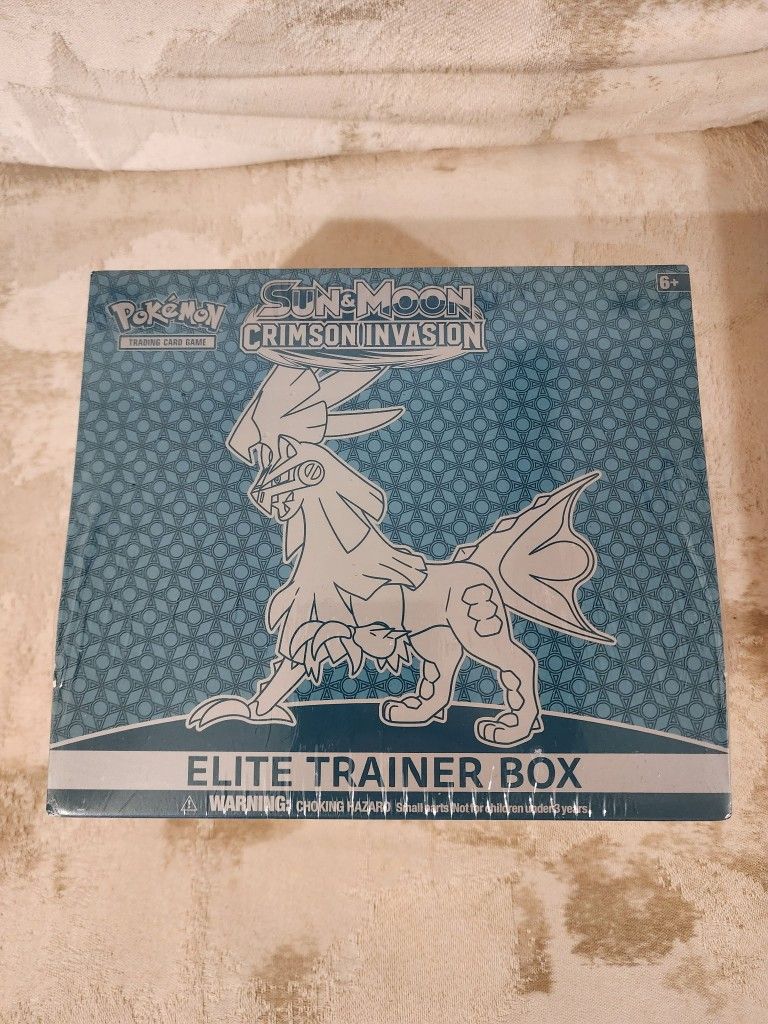 6+
POKéMON
TRADING CARD GAME
SUN & MOON
CRIMSON INVASION
ELITE TRAINER BOX
WARNING: CHOKING HAZARD Small parts Not for children under 3 years.